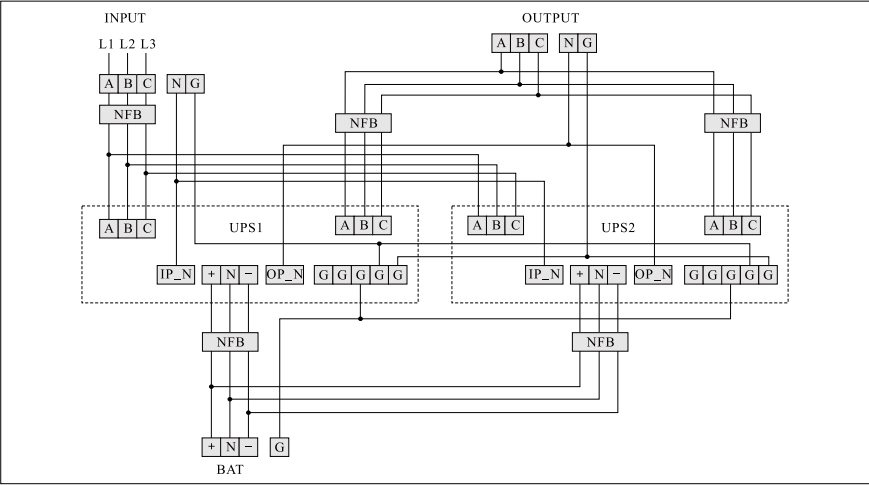 INPUT OUTPUT
L1 L2 L3 A B C N G
A B C N G
NFB NFB NFB
A B C UPS1 A B C A B C UPS2 A B C
IP_N + N − OP_N G G G G G IP_N + N − OP_N G G G G G
NFB NFB
+ N − G
BAT